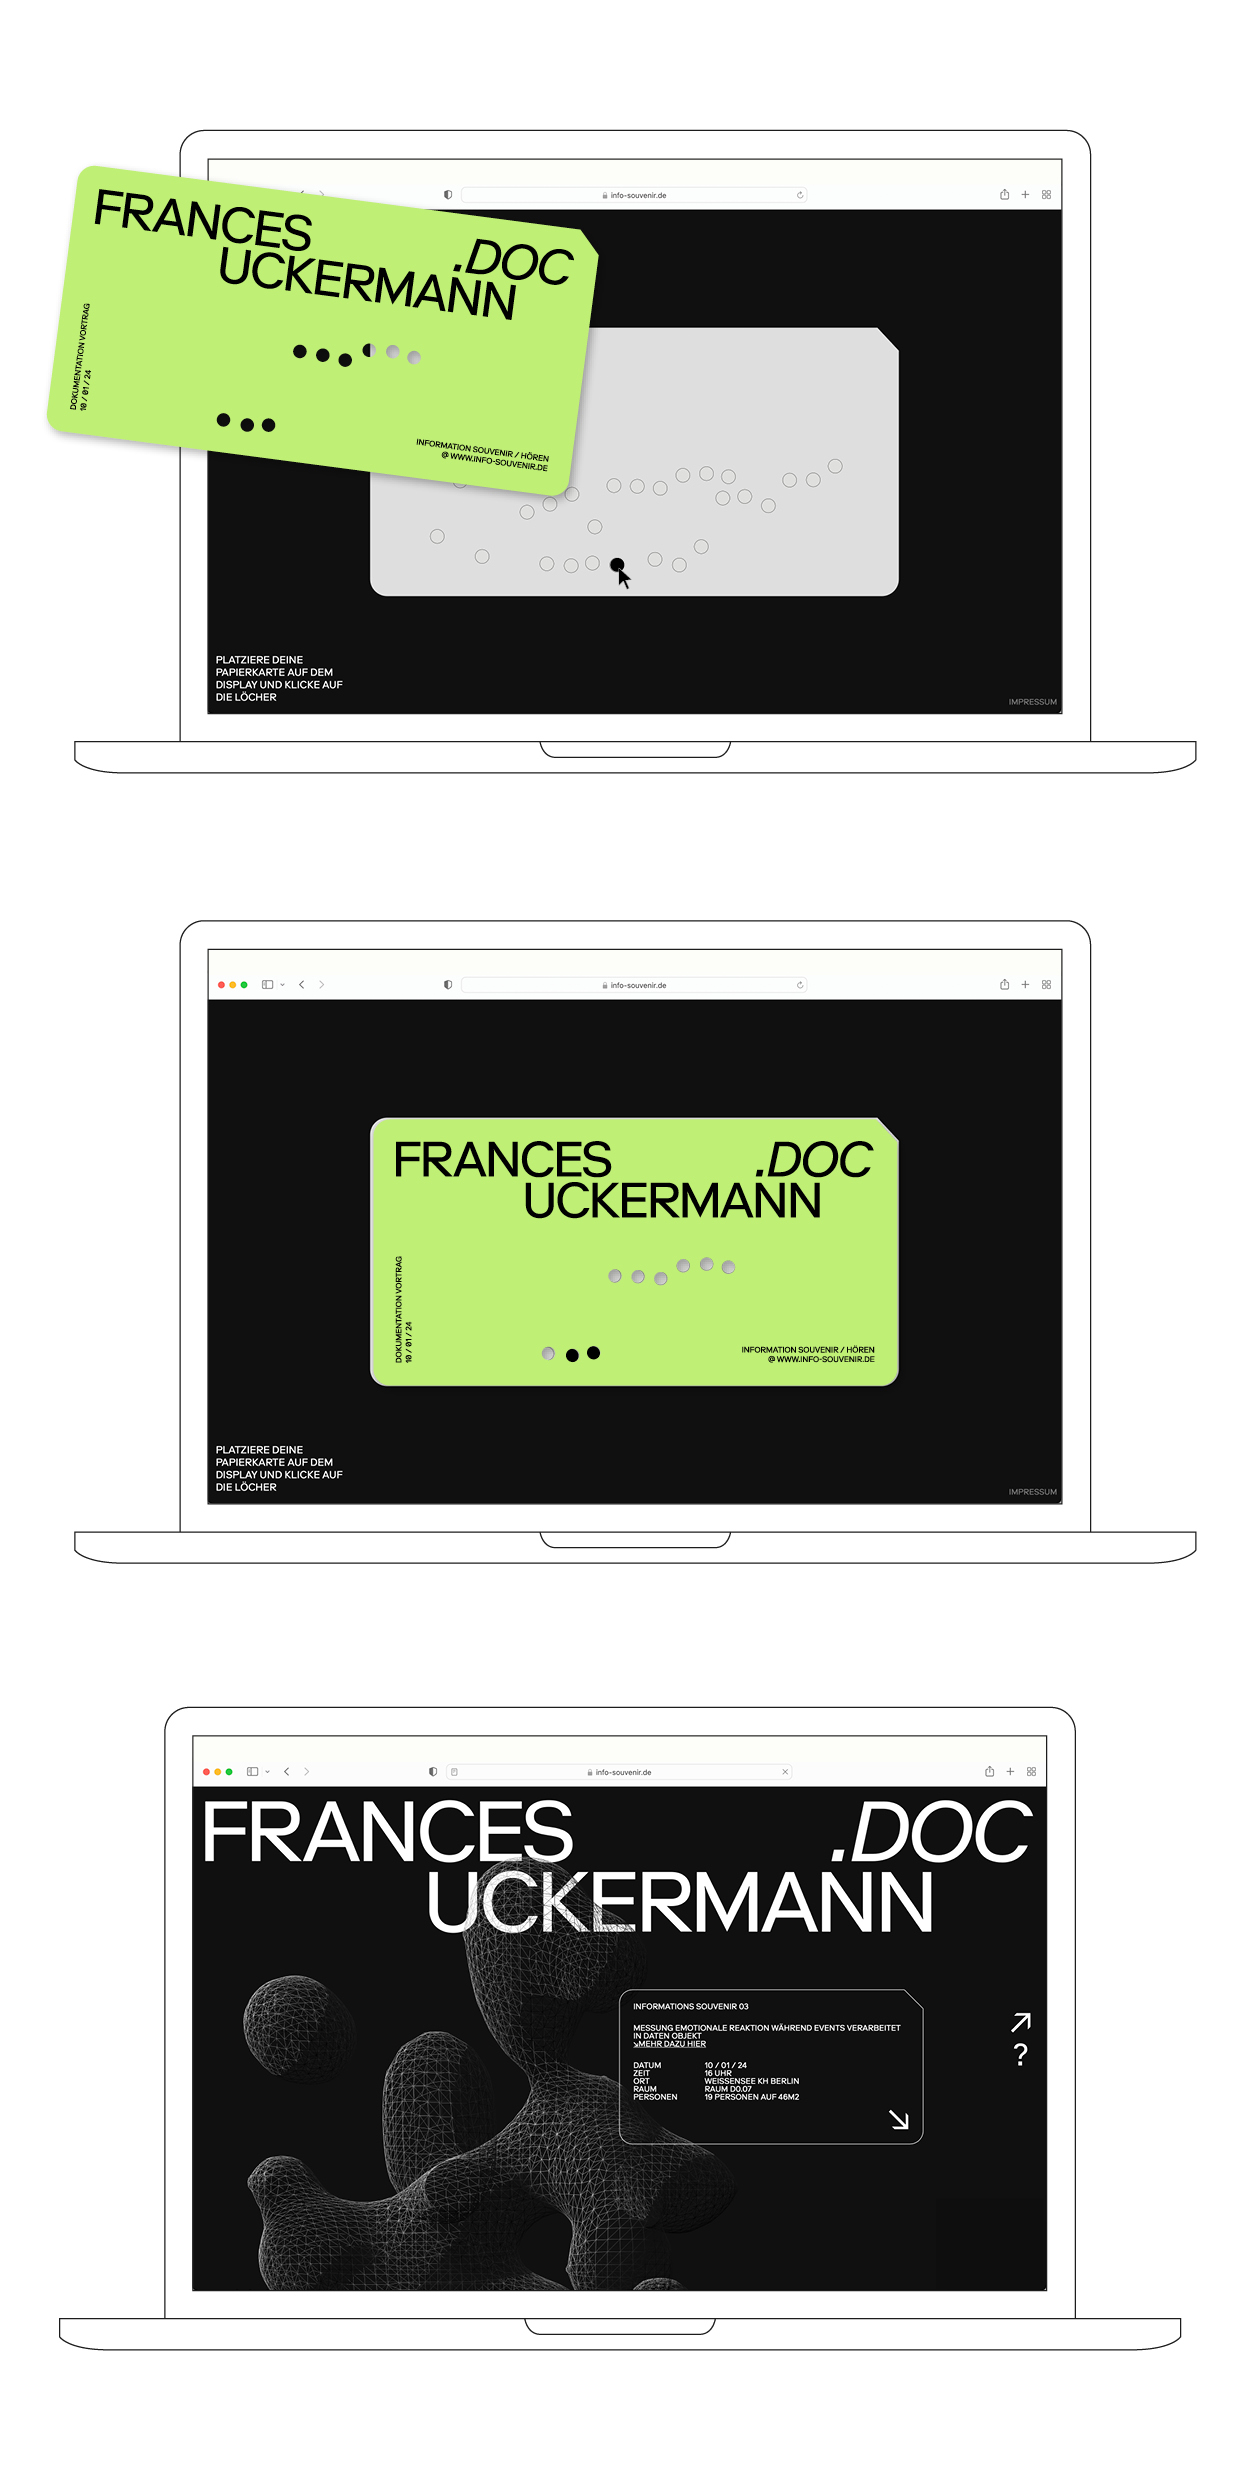 info-souvenir.de
FRANCES
.DOC
UCKERMANN
DOKUMENTATION VORTRAG
10 / 01 / 24
INFORMATION SOUVENIR / HÖREN
@ WWW.INFO-SOUVENIR.DE
PLATZIERE DEINE
PAPIERKARTE AUF DEM
DISPLAY UND KLICKE AUF
DIE LÖCHER
IMPRESSUM
info-souvenir.de
FRANCES .DOC
UCKERMANN
DOKUMENTATION VORTRAG
10 / 01 / 24
INFORMATION SOUVENIR / HÖREN
@ WWW.INFO-SOUVENIR.DE
PLATZIERE DEINE
PAPIERKARTE AUF DEM
DISPLAY UND KLICKE AUF
DIE LÖCHER
IMPRESSUM
info-souvenir.de
FRANCES .DOC
UCKERMANN
INFORMATIONS SOUVENIR 03
MESSUNG EMOTIONALE REAKTION WÄHREND EVENTS VERARBEITET
IN DATEN OBJEKT
↘MEHR DAZU HIER
DATUM 10 / 01 / 24
ZEIT 16 UHR
ORT WEISSENSEE KH BERLIN
RAUM RAUM D0.07
PERSONEN 19 PERSONEN AUF 46M2
?